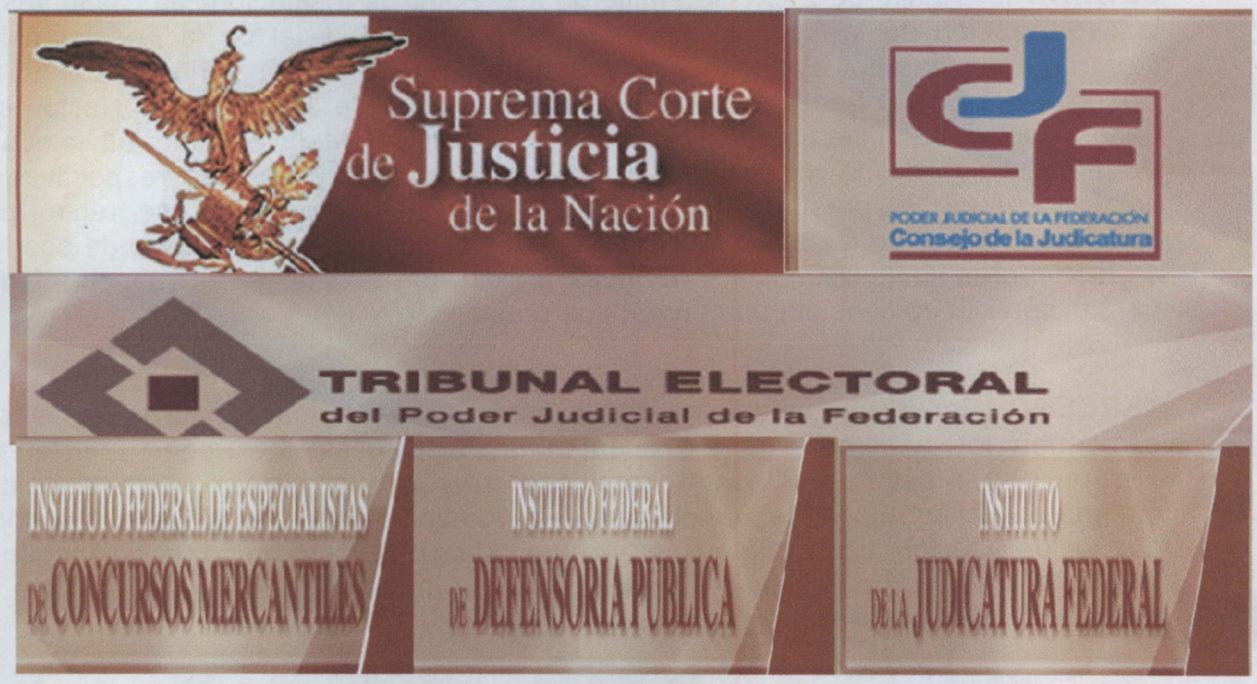 Suprema Corte
de Justicia
de la Nación
CJF
PODER JUDICIAL DE LA FEDERACIÓN
Consejo de la Judicatura
TRIBUNAL ELECTORAL
del Poder Judicial de la Federación
INSTITUTO FEDERAL DE ESPECIALISTAS
DE CONCURSOS MERCANTILES
INSTITUTO FEDERAL
DE DEFENSORIA PUBLICA
INSTITUTO
DE LA JUDICATURA FEDERAL